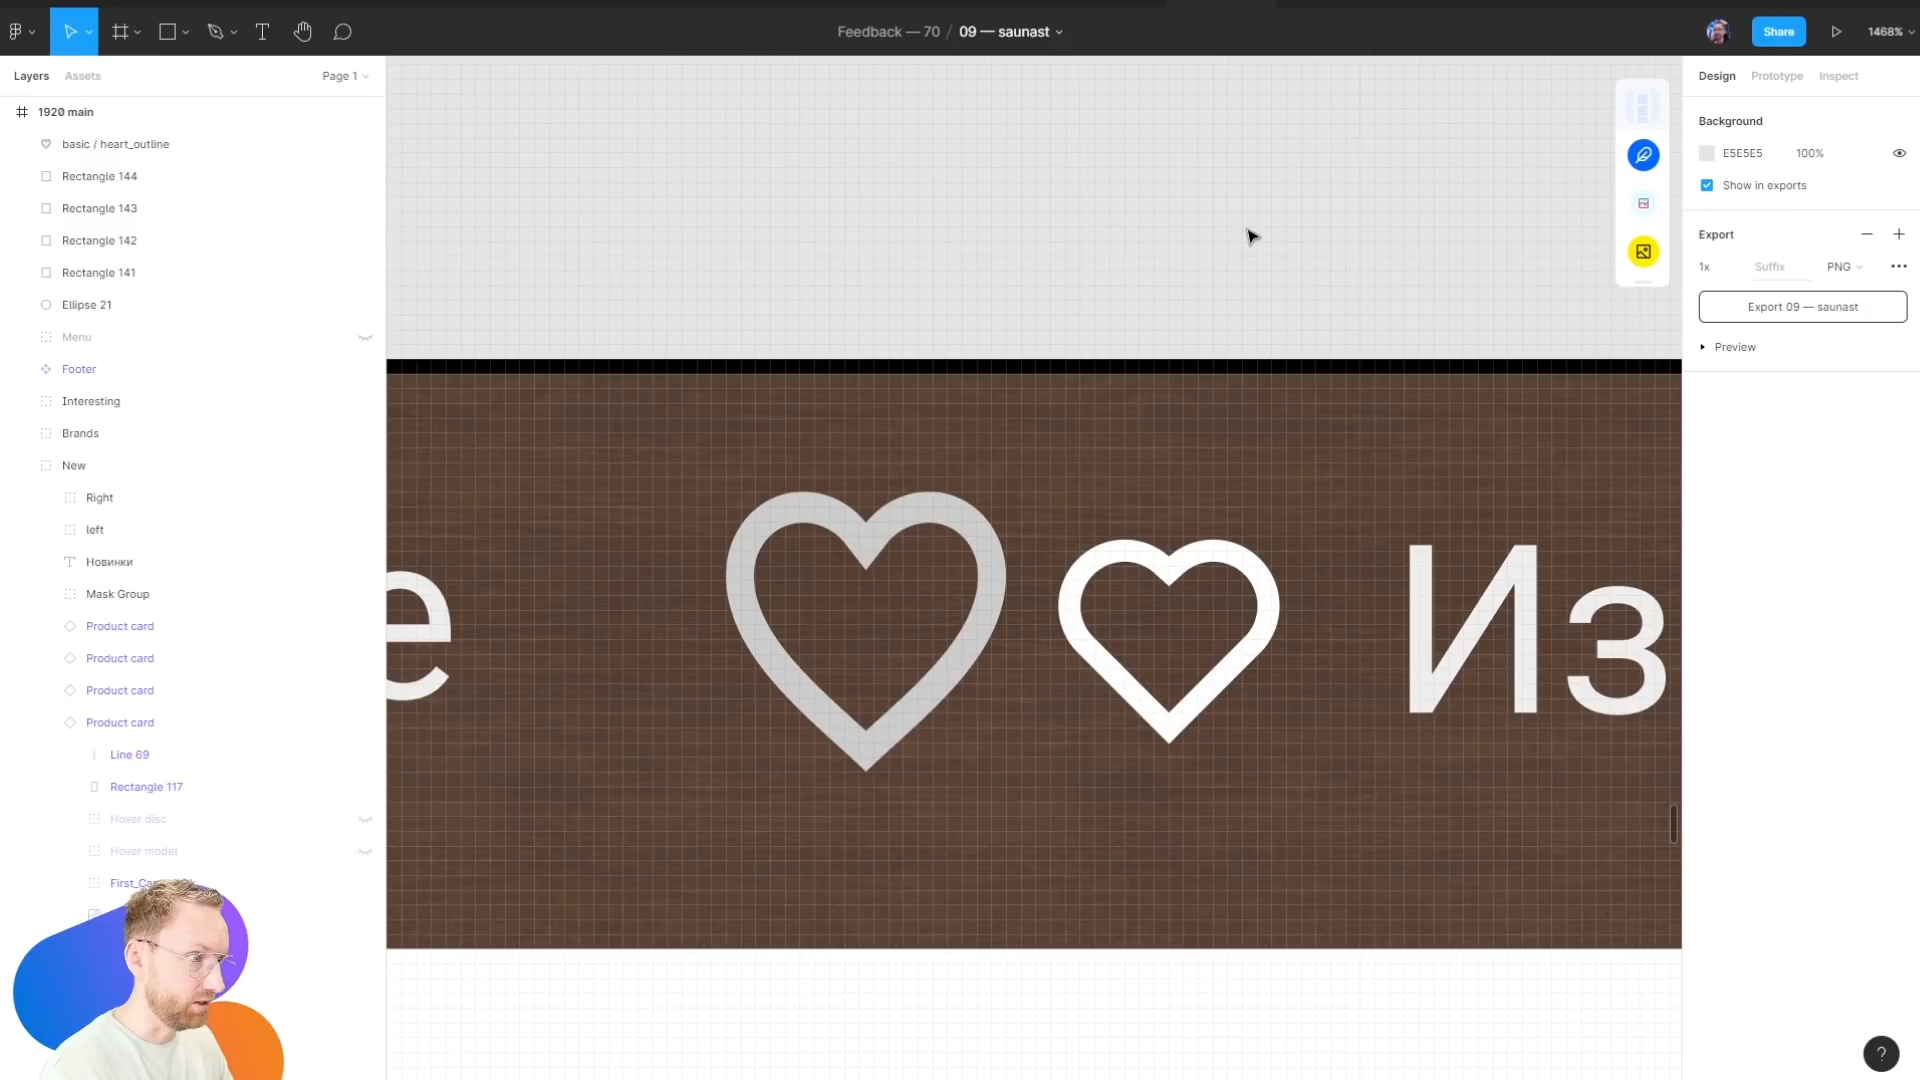 Feedback — 70 / 09 — saunast
Share
1468%
Layers
Assets
Page 1
1920 main
basic / heart_outline
Rectangle 144
Rectangle 143
Rectangle 142
Rectangle 141
Ellipse 21
Menu
Footer
Interesting
Brands
New
Right
left
Новинки
Mask Group
Product card
Product card
Product card
Product card
Line 69
Rectangle 117
Hover disc
Hover model
е
Из
Design
Prototype
Inspect
Background
E5E5E5
100%
Show in exports
Export
1x
Suffix
PNG
Export 09 — saunast
Preview
?